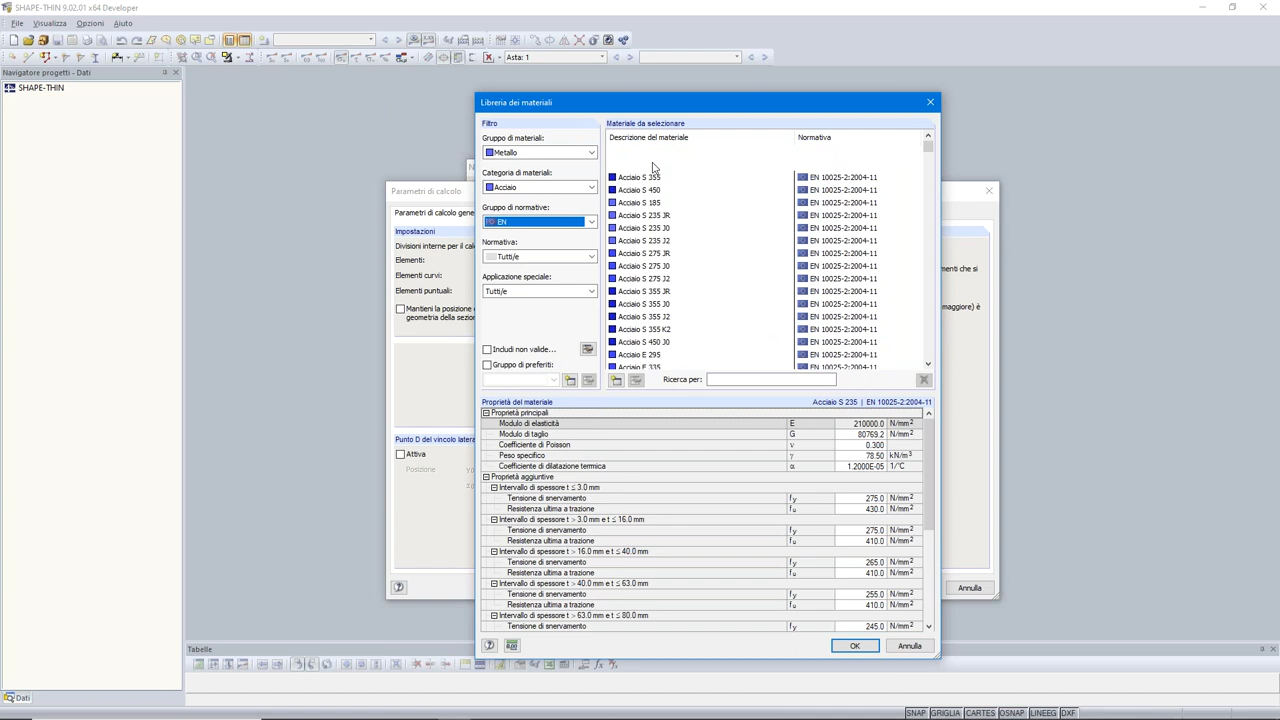 SHAPE-THIN 9.02.01 x64 Developer
File Visualizza Opzioni Aiuto
Asta: 1
Navigatore progetti - Dati
SHAPE-THIN
Parametri di calcolo
Parametri di calcolo gene
Impostazioni
Divisioni interne per il calc
Elementi:
Elementi curvi:
Elementi puntuali:
Mantieni la posizione e
geometria della sezion
Punto D del vincolo latera
Attiva
Posizione
menti che si
maggiore) è
Annulla
Libreria dei materiali
Filtro
Gruppo di materiali:
Metallo
Categoria di materiali:
Acciaio
Gruppo di normative:
EN
Normativa:
Tutti/e
Applicazione speciale:
Tutti/e
Includi non valide...
Gruppo di preferiti:
Materiale da selezionare
Descrizione del materiale Normativa
Acciaio S 355 EN 10025-2:2004-11
Acciaio S 450 EN 10025-2:2004-11
Acciaio S 185 EN 10025-2:2004-11
Acciaio S 235 JR EN 10025-2:2004-11
Acciaio S 235 J0 EN 10025-2:2004-11
Acciaio S 235 J2 EN 10025-2:2004-11
Acciaio S 275 JR EN 10025-2:2004-11
Acciaio S 275 J0 EN 10025-2:2004-11
Acciaio S 275 J2 EN 10025-2:2004-11
Acciaio S 355 JR EN 10025-2:2004-11
Acciaio S 355 J0 EN 10025-2:2004-11
Acciaio S 355 J2 EN 10025-2:2004-11
Acciaio S 355 K2 EN 10025-2:2004-11
Acciaio S 450 J0 EN 10025-2:2004-11
Acciaio E 295 EN 10025-2:2004-11
Acciaio E 335 EN 10025-2:2004-11
Ricerca per:
Proprietà del materiale Acciaio S 235 | EN 10025-2:2004-11
Proprietà principali
Modulo di elasticità E 210000.0 N/mm2
Modulo di taglio G 80769.2 N/mm2
Coefficiente di Poisson ν 0.300
Peso specifico γ 78.50 kN/m3
Coefficiente di dilatazione termica α 1.2000E-05 1/°C
Proprietà aggiuntive
Intervallo di spessore t ≤ 3.0 mm
Tensione di snervamento fy 275.0 N/mm2
Resistenza ultima a trazione fu 430.0 N/mm2
Intervallo di spessore t > 3.0 mm e t ≤ 16.0 mm
Tensione di snervamento fy 275.0 N/mm2
Resistenza ultima a trazione fu 410.0 N/mm2
Intervallo di spessore t > 16.0 mm e t ≤ 40.0 mm
Tensione di snervamento fy 265.0 N/mm2
Resistenza ultima a trazione fu 410.0 N/mm2
Intervallo di spessore t > 40.0 mm e t ≤ 63.0 mm
Tensione di snervamento fy 255.0 N/mm2
Resistenza ultima a trazione fu 410.0 N/mm2
Intervallo di spessore t > 63.0 mm e t ≤ 80.0 mm
Tensione di snervamento fy 245.0 N/mm2
OK Annulla
Tabelle
Dati
SNAP GRIGLIA CARTES OSNAP LINEEG DXF